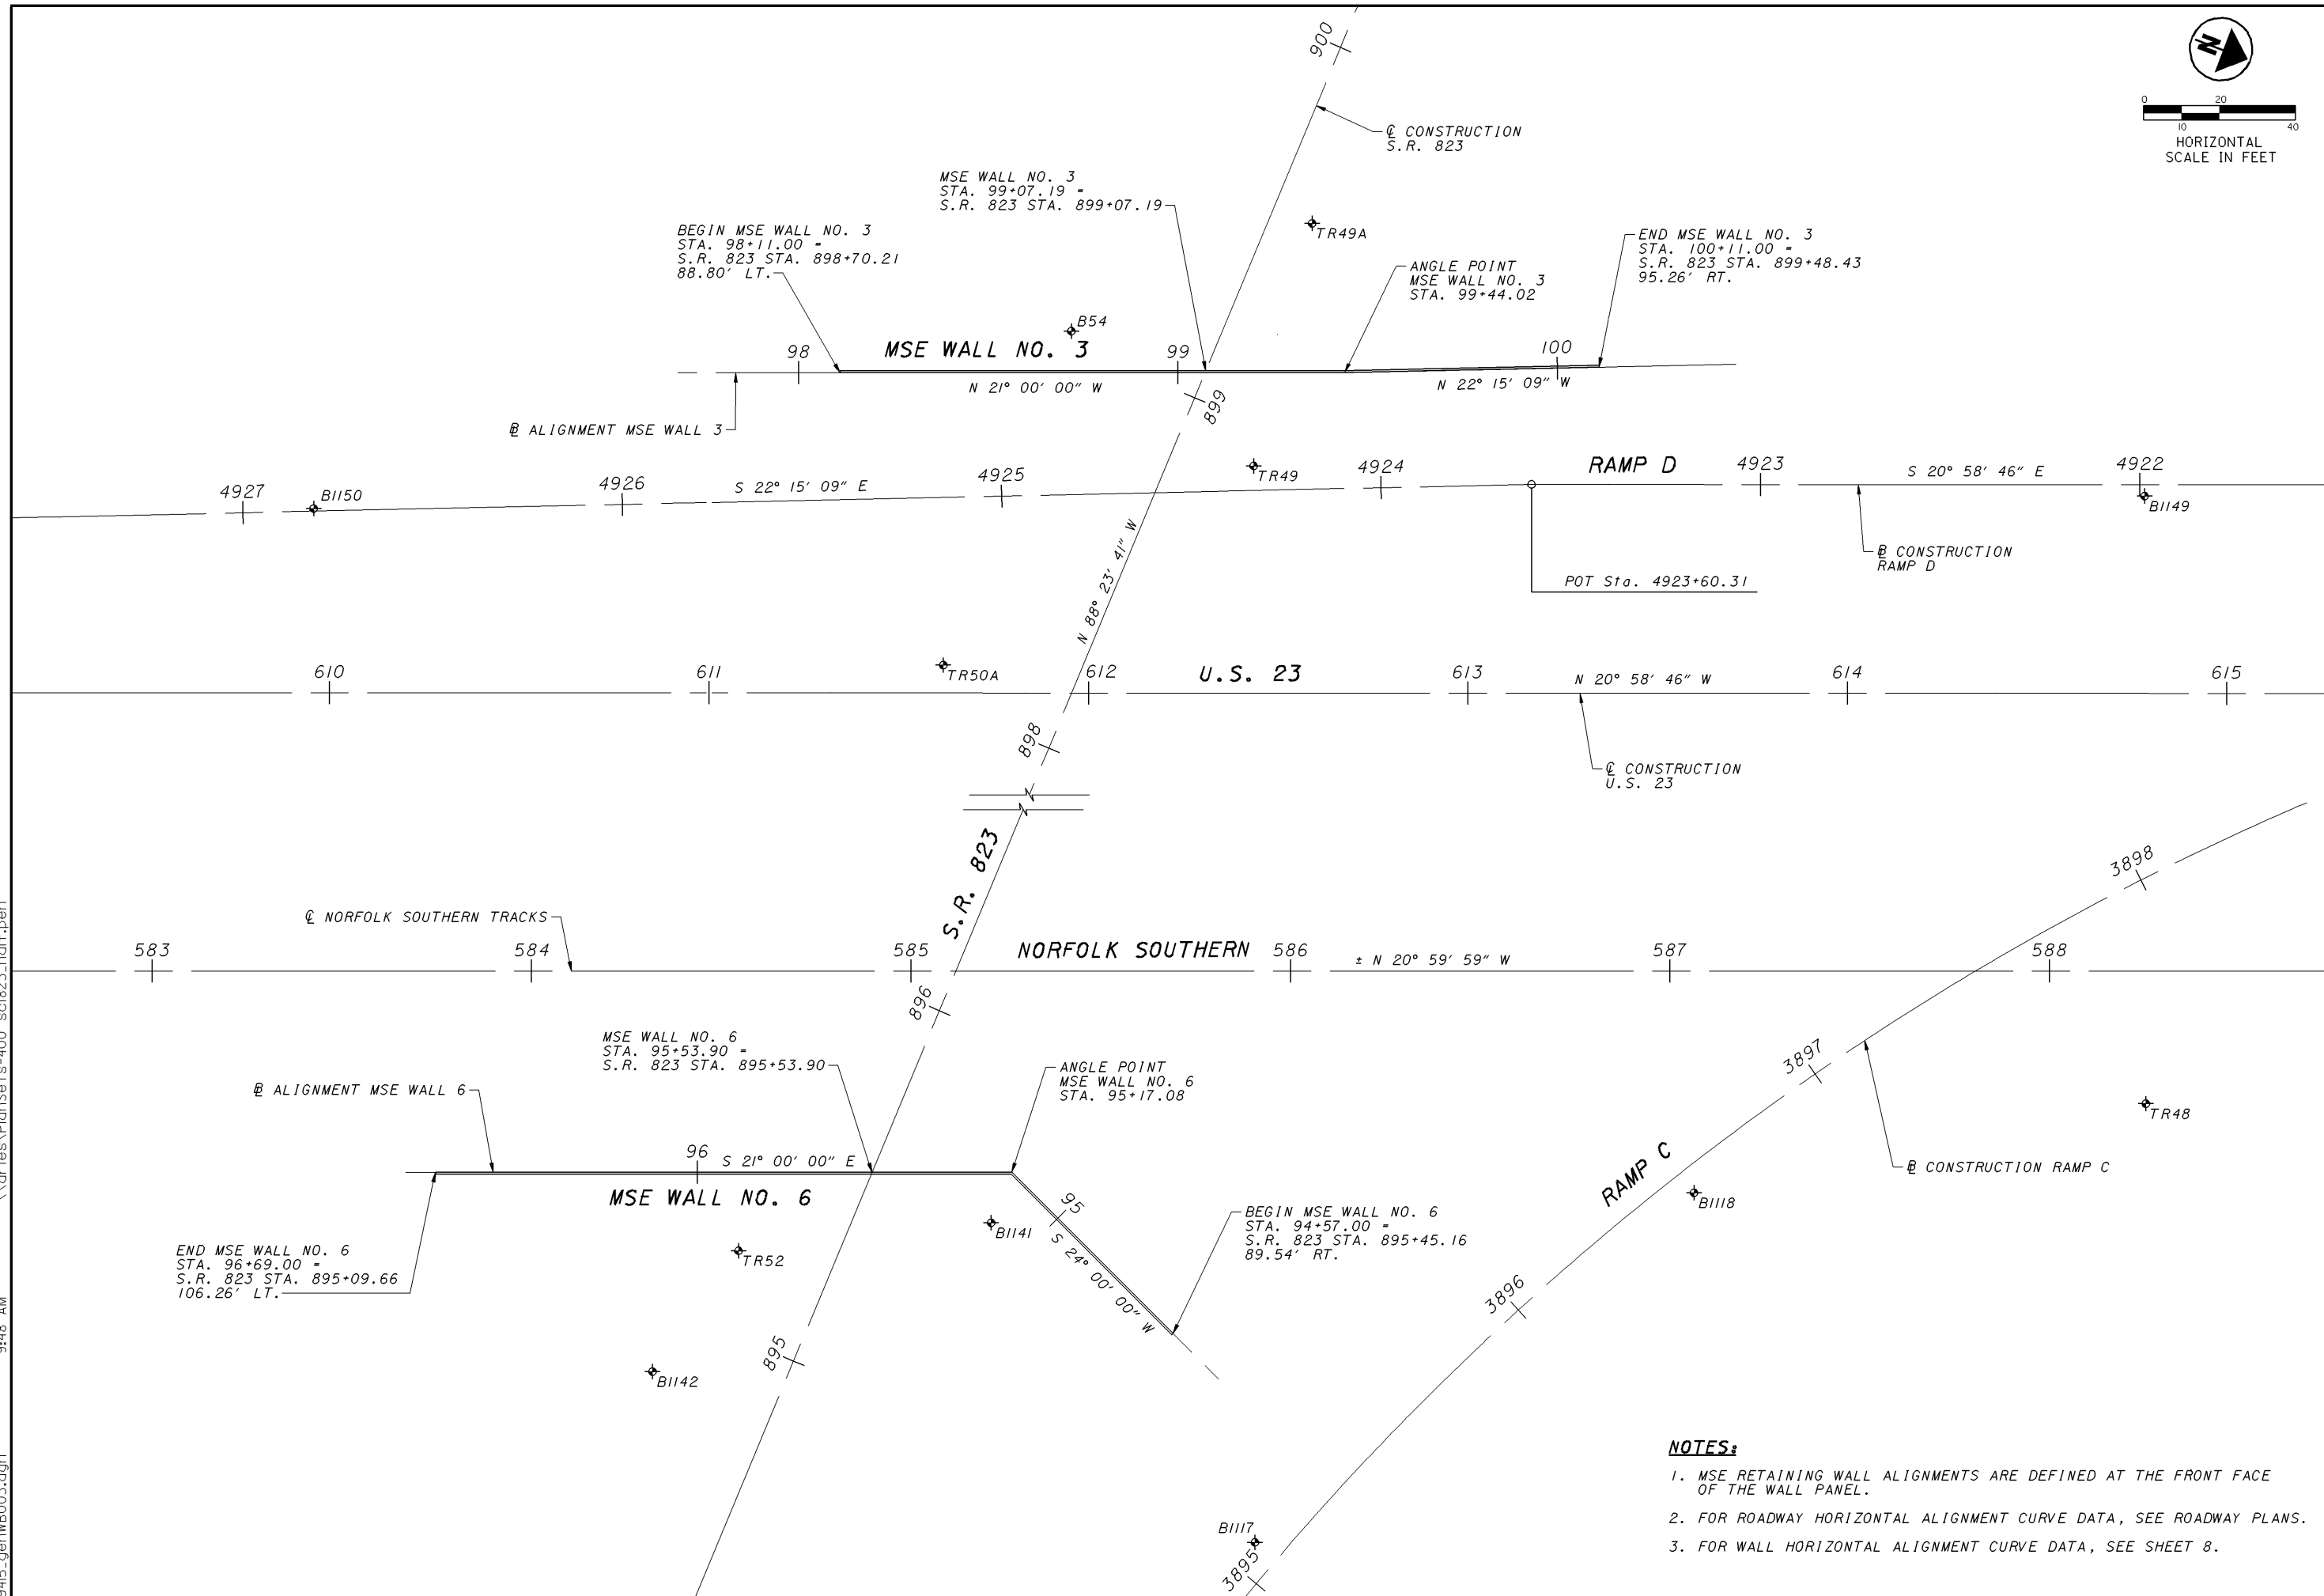 900
N
0 20
10 40
HORIZONTAL
SCALE IN FEET
℄ CONSTRUCTION
S.R. 823
MSE WALL NO. 3
STA. 99+07.19 =
S.R. 823 STA. 899+07.19
BEGIN MSE WALL NO. 3
STA. 98+11.00 =
S.R. 823 STA. 898+70.21
88.80' LT.
TR49A
ANGLE POINT
MSE WALL NO. 3
STA. 99+44.02
END MSE WALL NO. 3
STA. 100+11.00 =
S.R. 823 STA. 899+48.43
95.26' RT.
B54
98
MSE WALL NO. 3
99
100
N 21° 00' 00" W
N 22° 15' 09" W
899
BL ALIGNMENT MSE WALL 3
4927
B1150
4926
S 22° 15' 09" E
4925
TR49
4924
RAMP D
4923
S 20° 58' 46" E
4922
B1149
N 88° 23' 41" W
BL CONSTRUCTION
RAMP D
POT Sta. 4923+60.31
610
611
TR50A
612
U.S. 23
613
N 20° 58' 46" W
614
615
898
℄ CONSTRUCTION
U.S. 23
S.R. 823
3898
℄ NORFOLK SOUTHERN TRACKS
583
584
585
NORFOLK SOUTHERN
586
± N 20° 59' 59" W
587
588
896
MSE WALL NO. 6
STA. 95+53.90 =
S.R. 823 STA. 895+53.90
ANGLE POINT
MSE WALL NO. 6
STA. 95+17.08
3897
BL ALIGNMENT MSE WALL 6
TR48
96
S 21° 00' 00" E
MSE WALL NO. 6
RAMP C
BL CONSTRUCTION RAMP C
B1118
95
B1141
S 24° 00' 00" W
BEGIN MSE WALL NO. 6
STA. 94+57.00 =
S.R. 823 STA. 895+45.16
89.54' RT.
END MSE WALL NO. 6
STA. 96+69.00 =
S.R. 823 STA. 895+09.66
106.26' LT.
TR52
3896
895
B1142
B1117
3895
NOTES:
1. MSE RETAINING WALL ALIGNMENTS ARE DEFINED AT THE FRONT FACE
OF THE WALL PANEL.
2. FOR ROADWAY HORIZONTAL ALIGNMENT CURVE DATA, SEE ROADWAY PLANS.
3. FOR WALL HORIZONTAL ALIGNMENT CURVE DATA, SEE SHEET 8.
9:48 AM